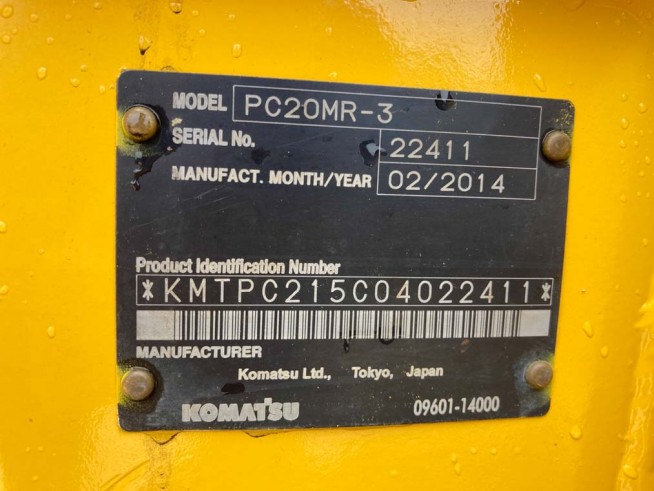 MODEL PC20MR-3
SERIAL No. 22411
MANUFACT. MONTH/YEAR 02/2014
Product Identification Number
*KMTPC215C04022411*
MANUFACTURER
Komatsu Ltd., Tokyo, Japan
KOMATSU 09601-14000